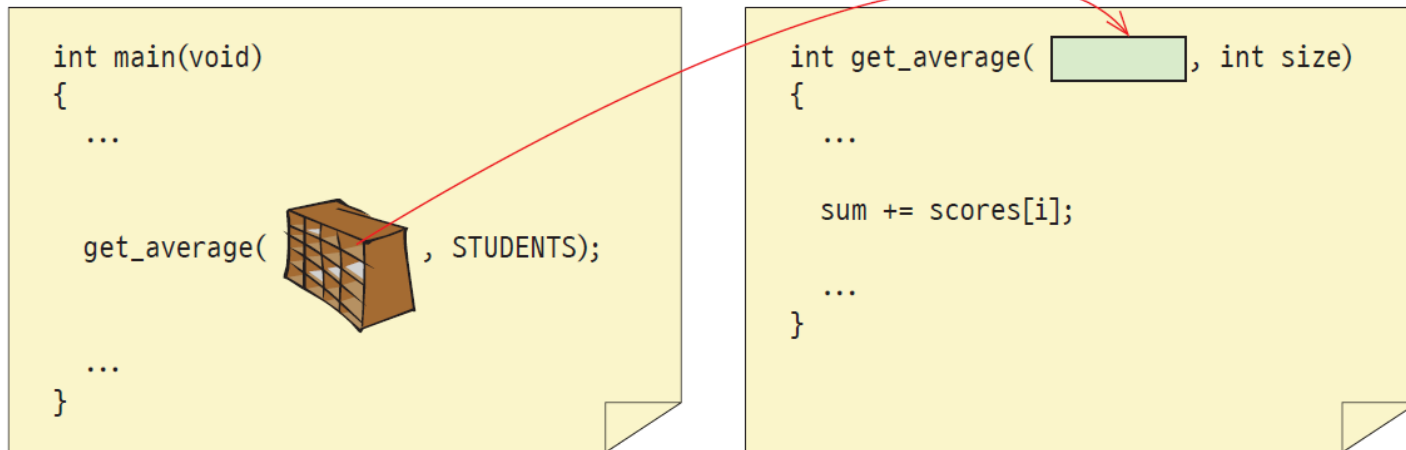 int main(void)
{
...
get_average( , STUDENTS);
...
}
int get_average( , int size)
{
...
sum += scores[i];
...
}